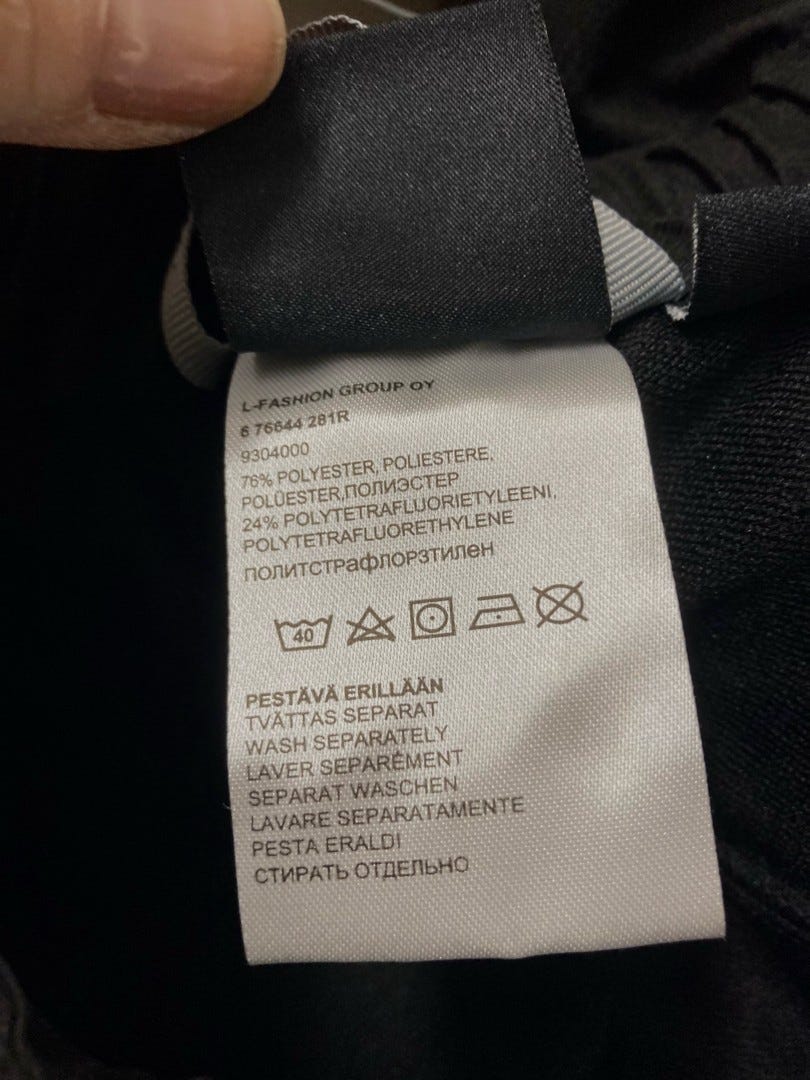 L-FASHION GROUP OY
6 76644 281R
9304000
76% POLYESTER, POLIESTERE,
POLÜESTER,ПОЛИЭСТЕР
24% POLYTETRAFLUORIETYLEENI,
POLYTETRAFLUORETHYLENE
ПОЛИТСТРафЛОРЗТИЛЕН
40
PESTÄVÄ ERILLÄÄN
TVÄTTAS SEPARAT
WASH SEPARATELY
LAVER SEPARÉMENT
SEPARAT WASCHEN
LAVARE SEPARATAMENTE
PESTA ERALDI
СТИРАТЬ ОТДЕЛЬНО